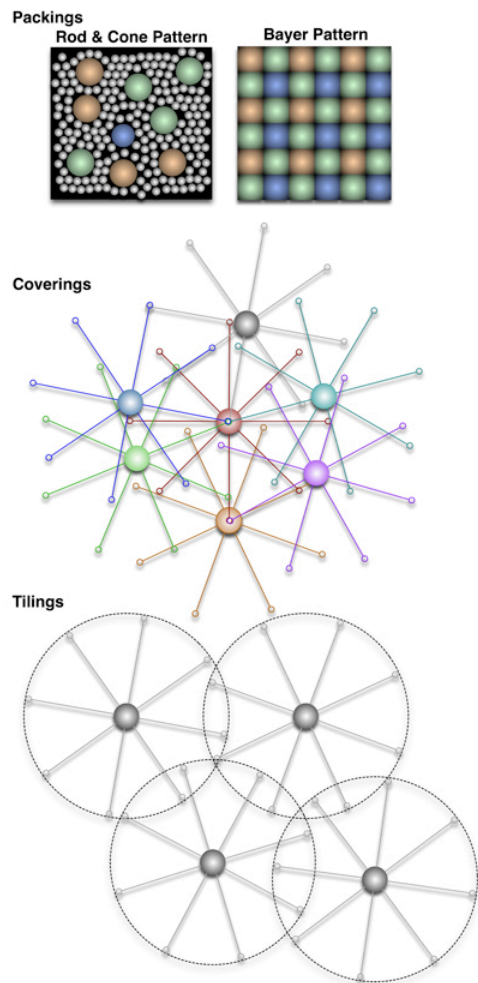 Packings
Rod & Cone Pattern
Bayer Pattern
Coverings
Tilings